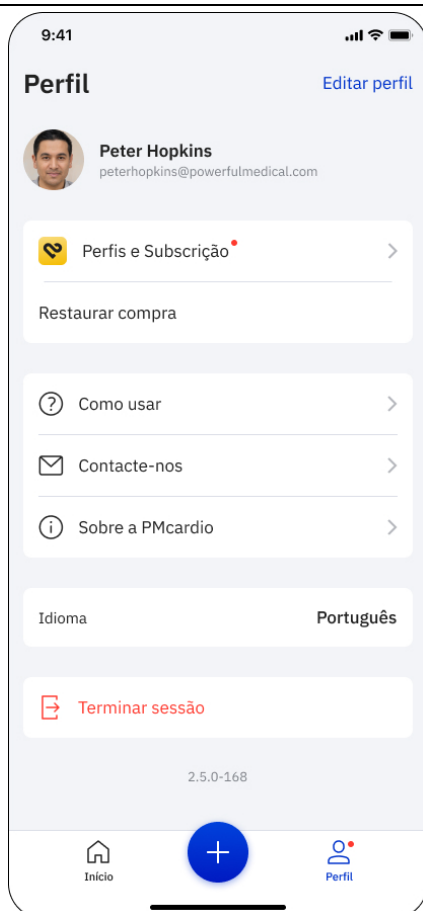 9:41
Perfil
Editar perfil
Peter Hopkins
peterhopkins@powerfulmedical.com
Perfis e Subscrição
Restaurar compra
Como usar
Contacte-nos
Sobre a PMcardio
Idioma
Português
Terminar sessão
2.5.0-168
Início
Perfil